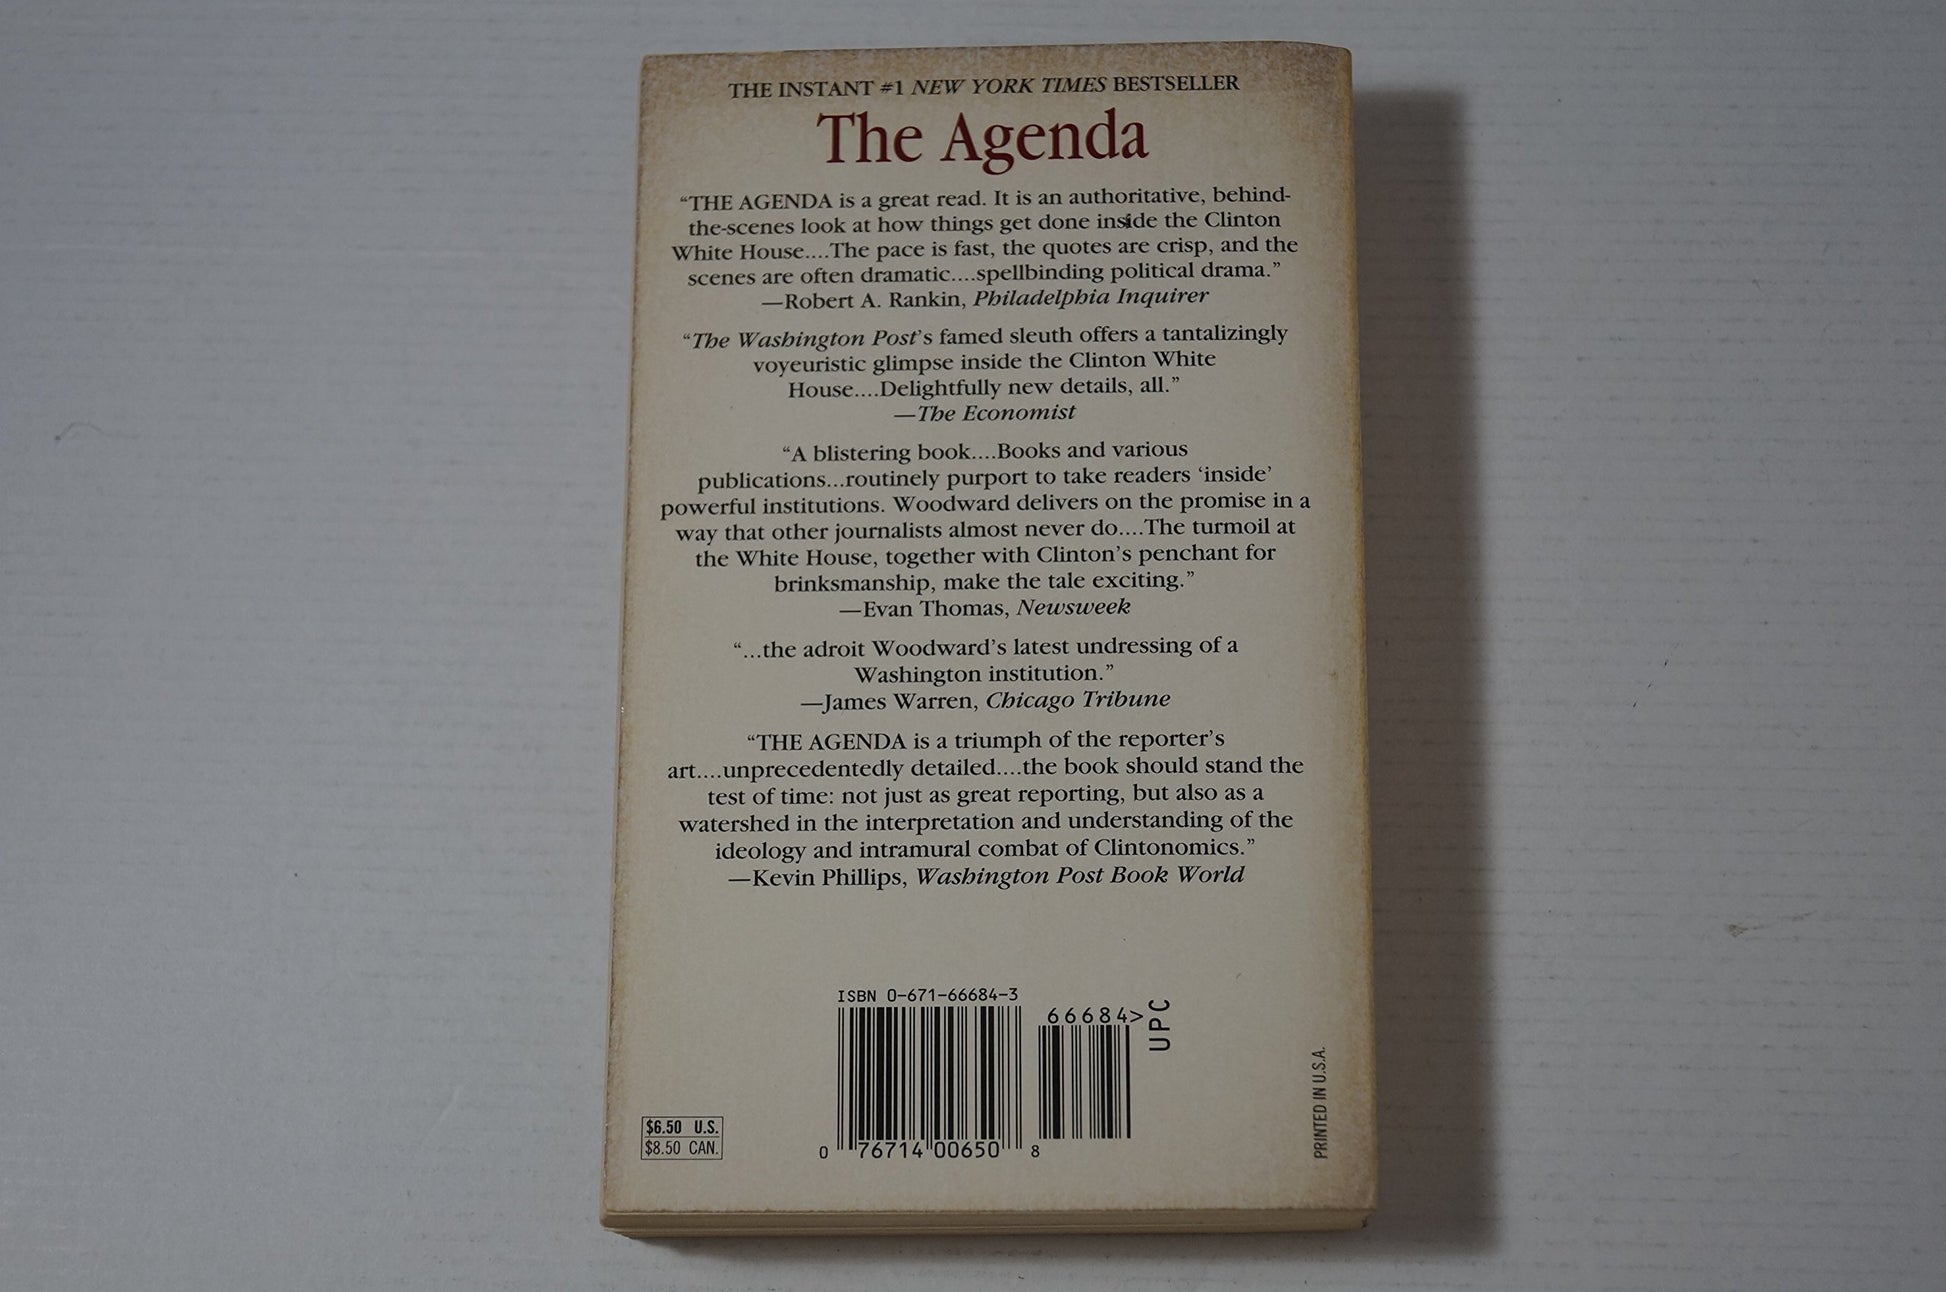 THE INSTANT #1 NEW YORK TIMES BESTSELLER
The Agenda
“THE AGENDA is a great read. It is an authoritative, behind-
the-scenes look at how things get done inside the Clinton
White House....The pace is fast, the quotes are crisp, and the
scenes are often dramatic....spellbinding political drama.”
—Robert A. Rankin, Philadelphia Inquirer
“The Washington Post’s famed sleuth offers a tantalizingly
voyeuristic glimpse inside the Clinton White
House....Delightfully new details, all.”
—The Economist
“A blistering book....Books and various
publications...routinely purport to take readers ‘inside’
powerful institutions. Woodward delivers on the promise in a
way that other journalists almost never do....The turmoil at
the White House, together with Clinton’s penchant for
brinksmanship, make the tale exciting.”
—Evan Thomas, Newsweek
“...the adroit Woodward’s latest undressing of a
Washington institution.”
—James Warren, Chicago Tribune
“THE AGENDA is a triumph of the reporter’s
art....unprecedentedly detailed....the book should stand the
test of time: not just as great reporting, but also as a
watershed in the interpretation and understanding of the
ideology and intramural combat of Clintonomics.”
—Kevin Phillips, Washington Post Book World
ISBN 0-671-66684-3
66684>
UPC
0 76714 00650 8
$6.50 U.S.
$8.50 CAN.
PRINTED IN U.S.A.